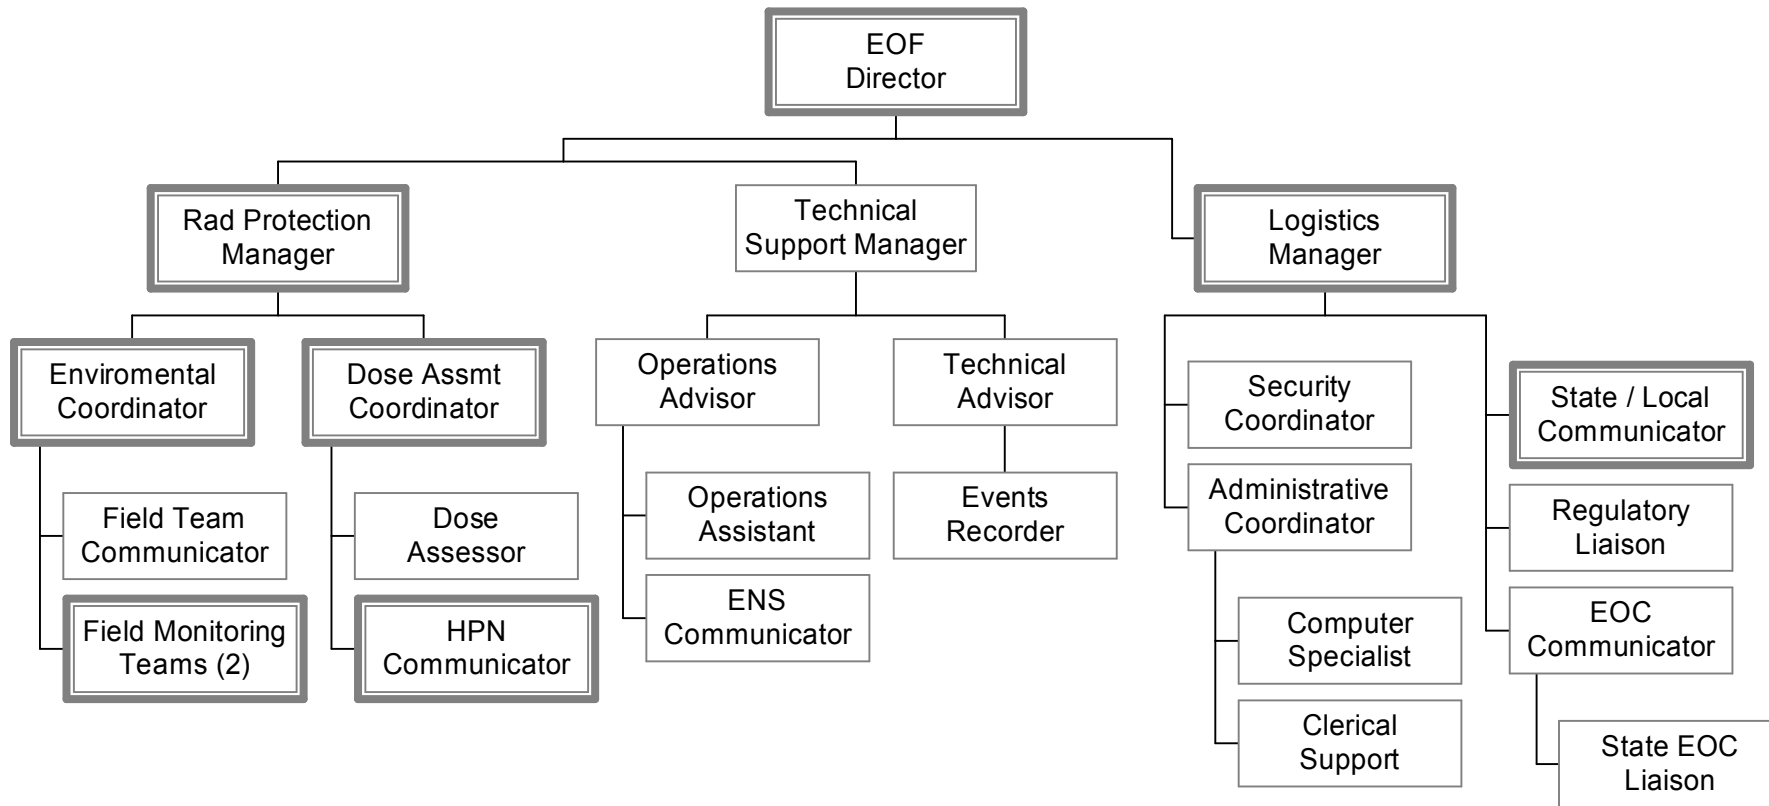 EOF
Director
Rad Protection
Manager
Technical
Support Manager
Logistics
Manager
Enviromental
Coordinator
Dose Assmt
Coordinator
Operations
Advisor
Technical
Advisor
Security
Coordinator
State / Local
Communicator
Field Team
Communicator
Dose
Assessor
Operations
Assistant
Events
Recorder
Administrative
Coordinator
Regulatory
Liaison
Field Monitoring
Teams (2)
HPN
Communicator
ENS
Communicator
Computer
Specialist
EOC
Communicator
Clerical
Support
State EOC
Liaison